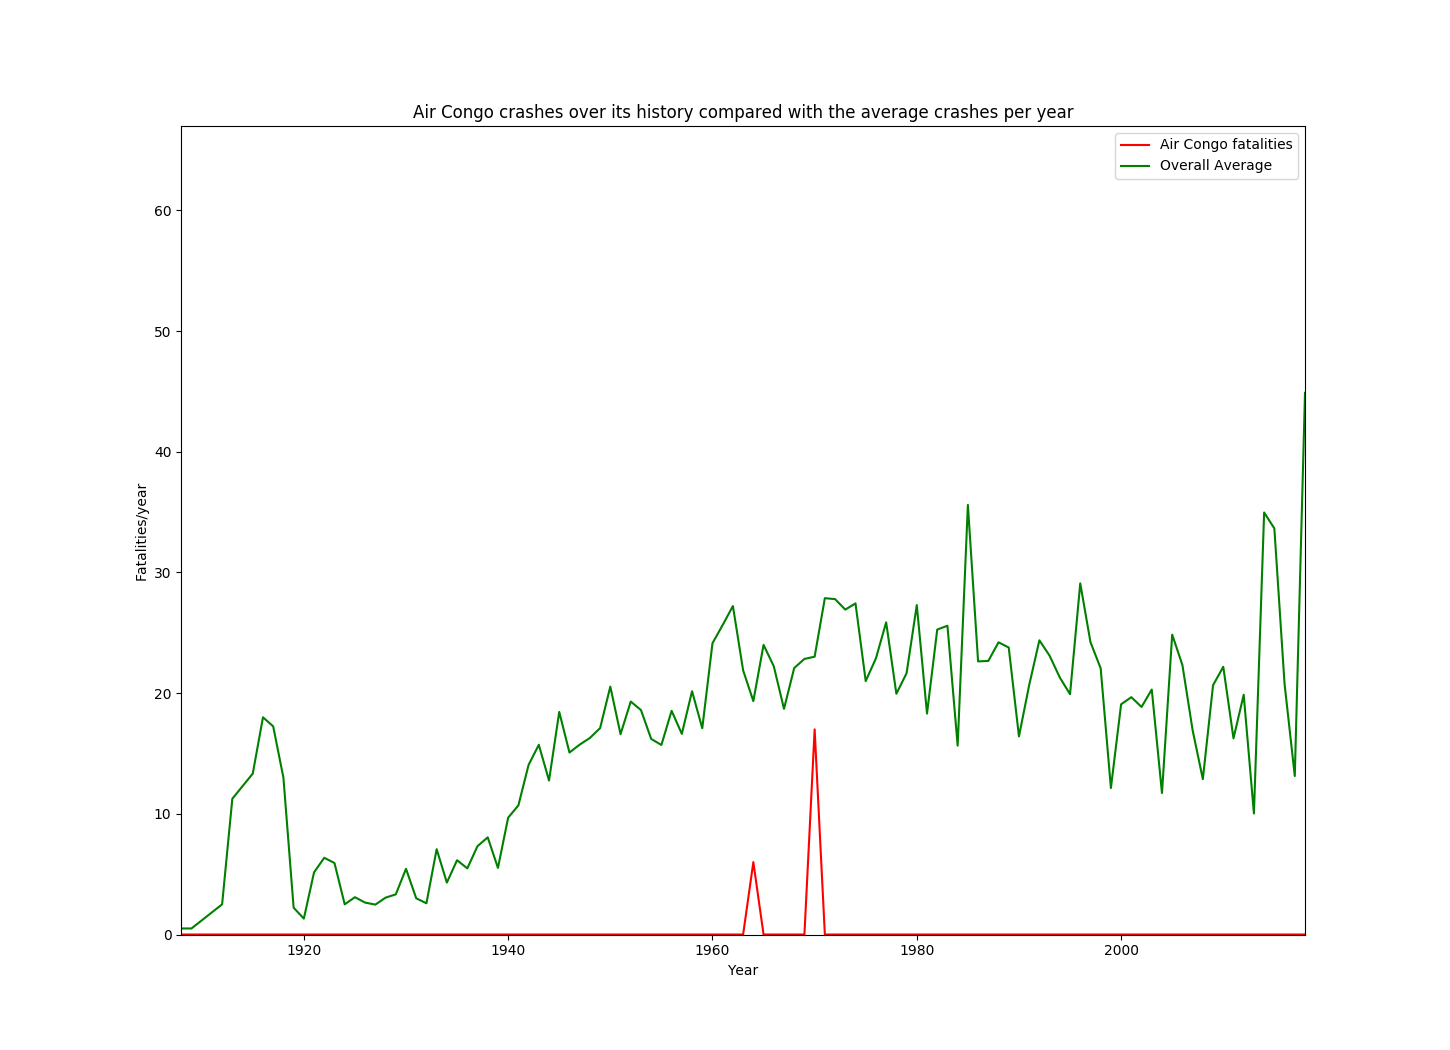 Air Congo crashes over its history compared with the average crashes per year
Air Congo fatalities
Overall Average
60
50
40
30
20
10
0
Fatalities/year
1920 1940 1960 1980 2000
Year